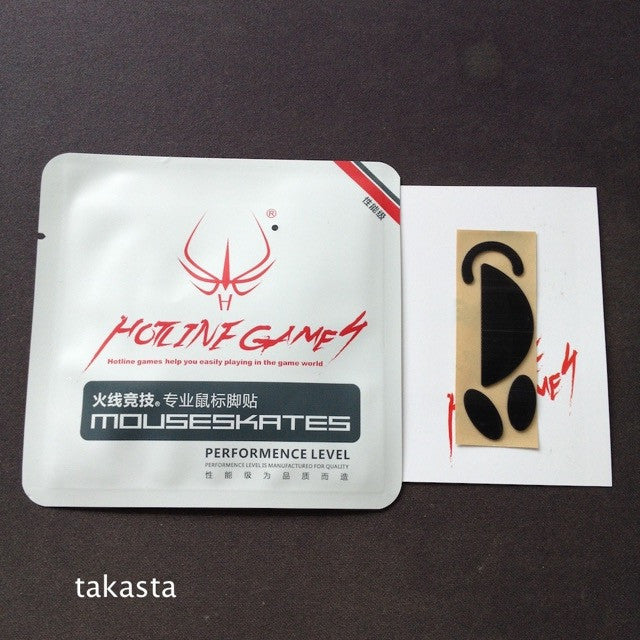 ®
性能级
HOTLINE GAMES
Hotline games help you easily playing in the game world
火线竞技®专业鼠标脚贴
MOUSESKATES
PERFORMENCE LEVEL
PERFORMENCE LEVEL IS MANUFACTURED FOR QUALITY
性能级为品质而造
takasta